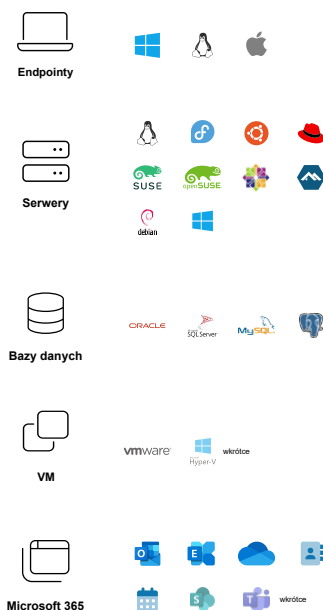 Endpointy
SUSE
openSUSE
Serwery
debian
ORACLE
SQL Server
MySQL
Bazy danych
vmware
Hyper-V
wkrótce
VM
Microsoft 365
wkrótce